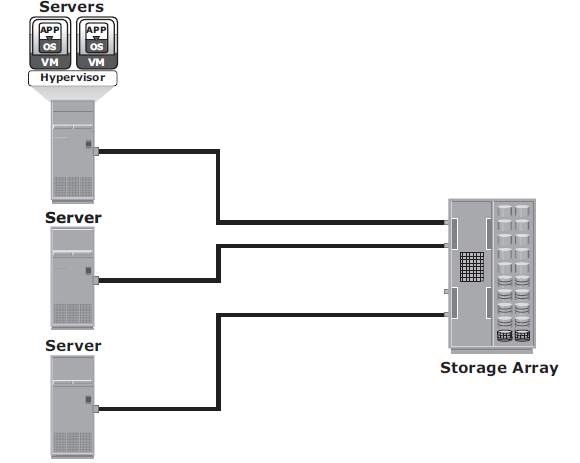 Servers
APP APP
OS OS
VM VM
Hypervisor
Server
Server
Storage Array